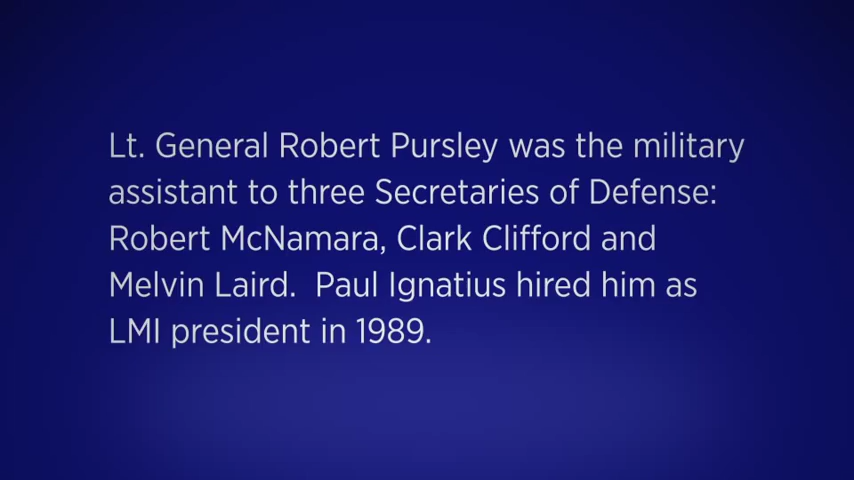 Lt. General Robert Pursley was the military
assistant to three Secretaries of Defense:
Robert McNamara, Clark Clifford and
Melvin Laird.  Paul Ignatius hired him as
LMI president in 1989.